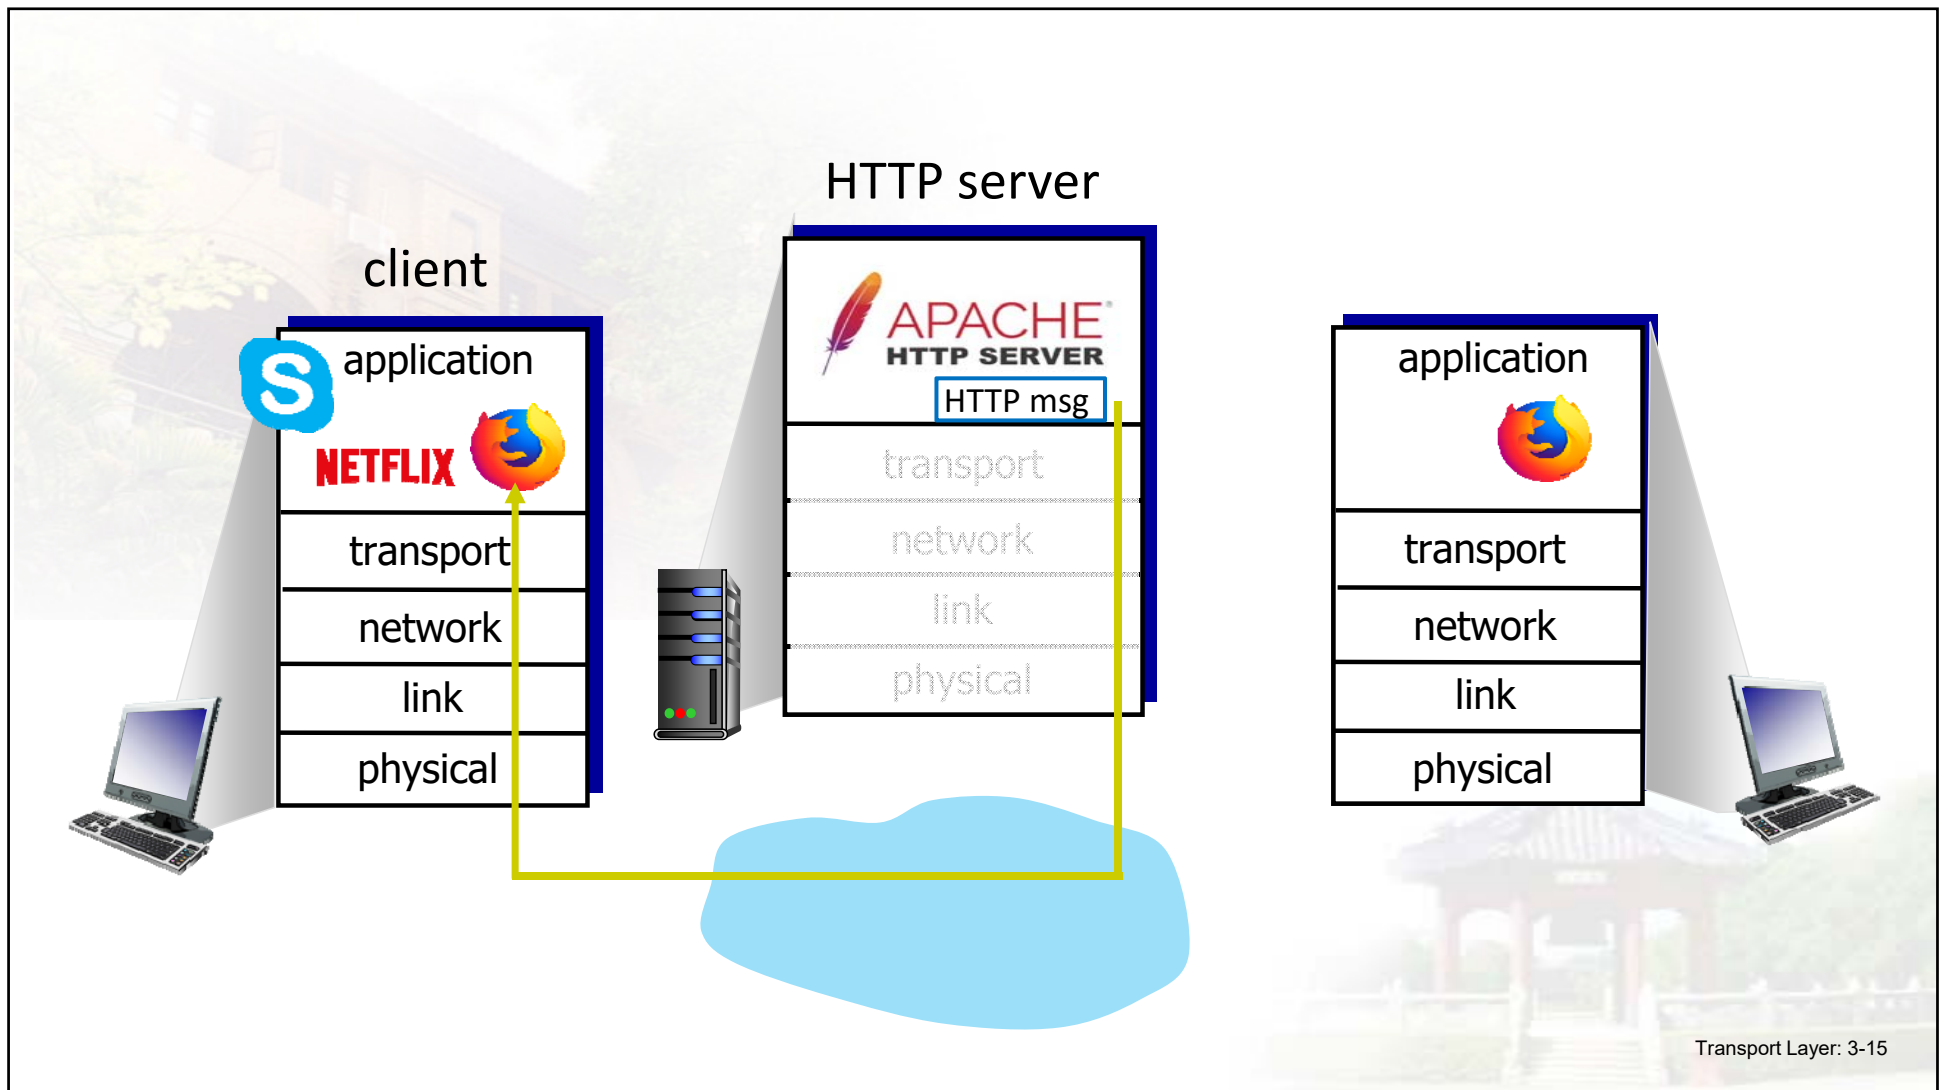 HTTP server
client
S
application
NETFLIX
transport
network
link
physical
APACHE®
HTTP SERVER
HTTP msg
transport
network
link
physical
application
transport
network
link
physical
Transport Layer: 3-15